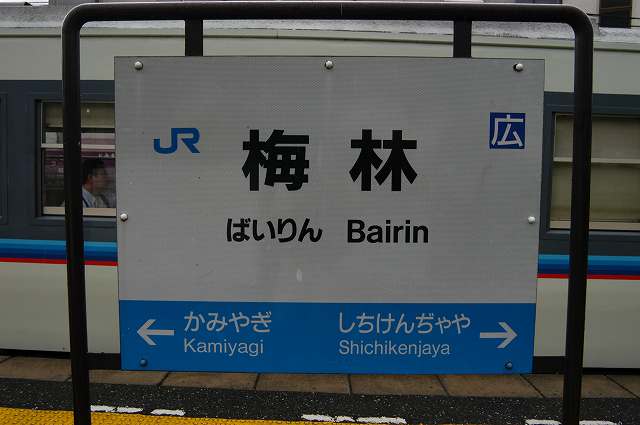 JR
広
梅林
ばいりん Bairin
← かみやぎ しちけんぢゃや →
Kamiyagi Shichikenjaya